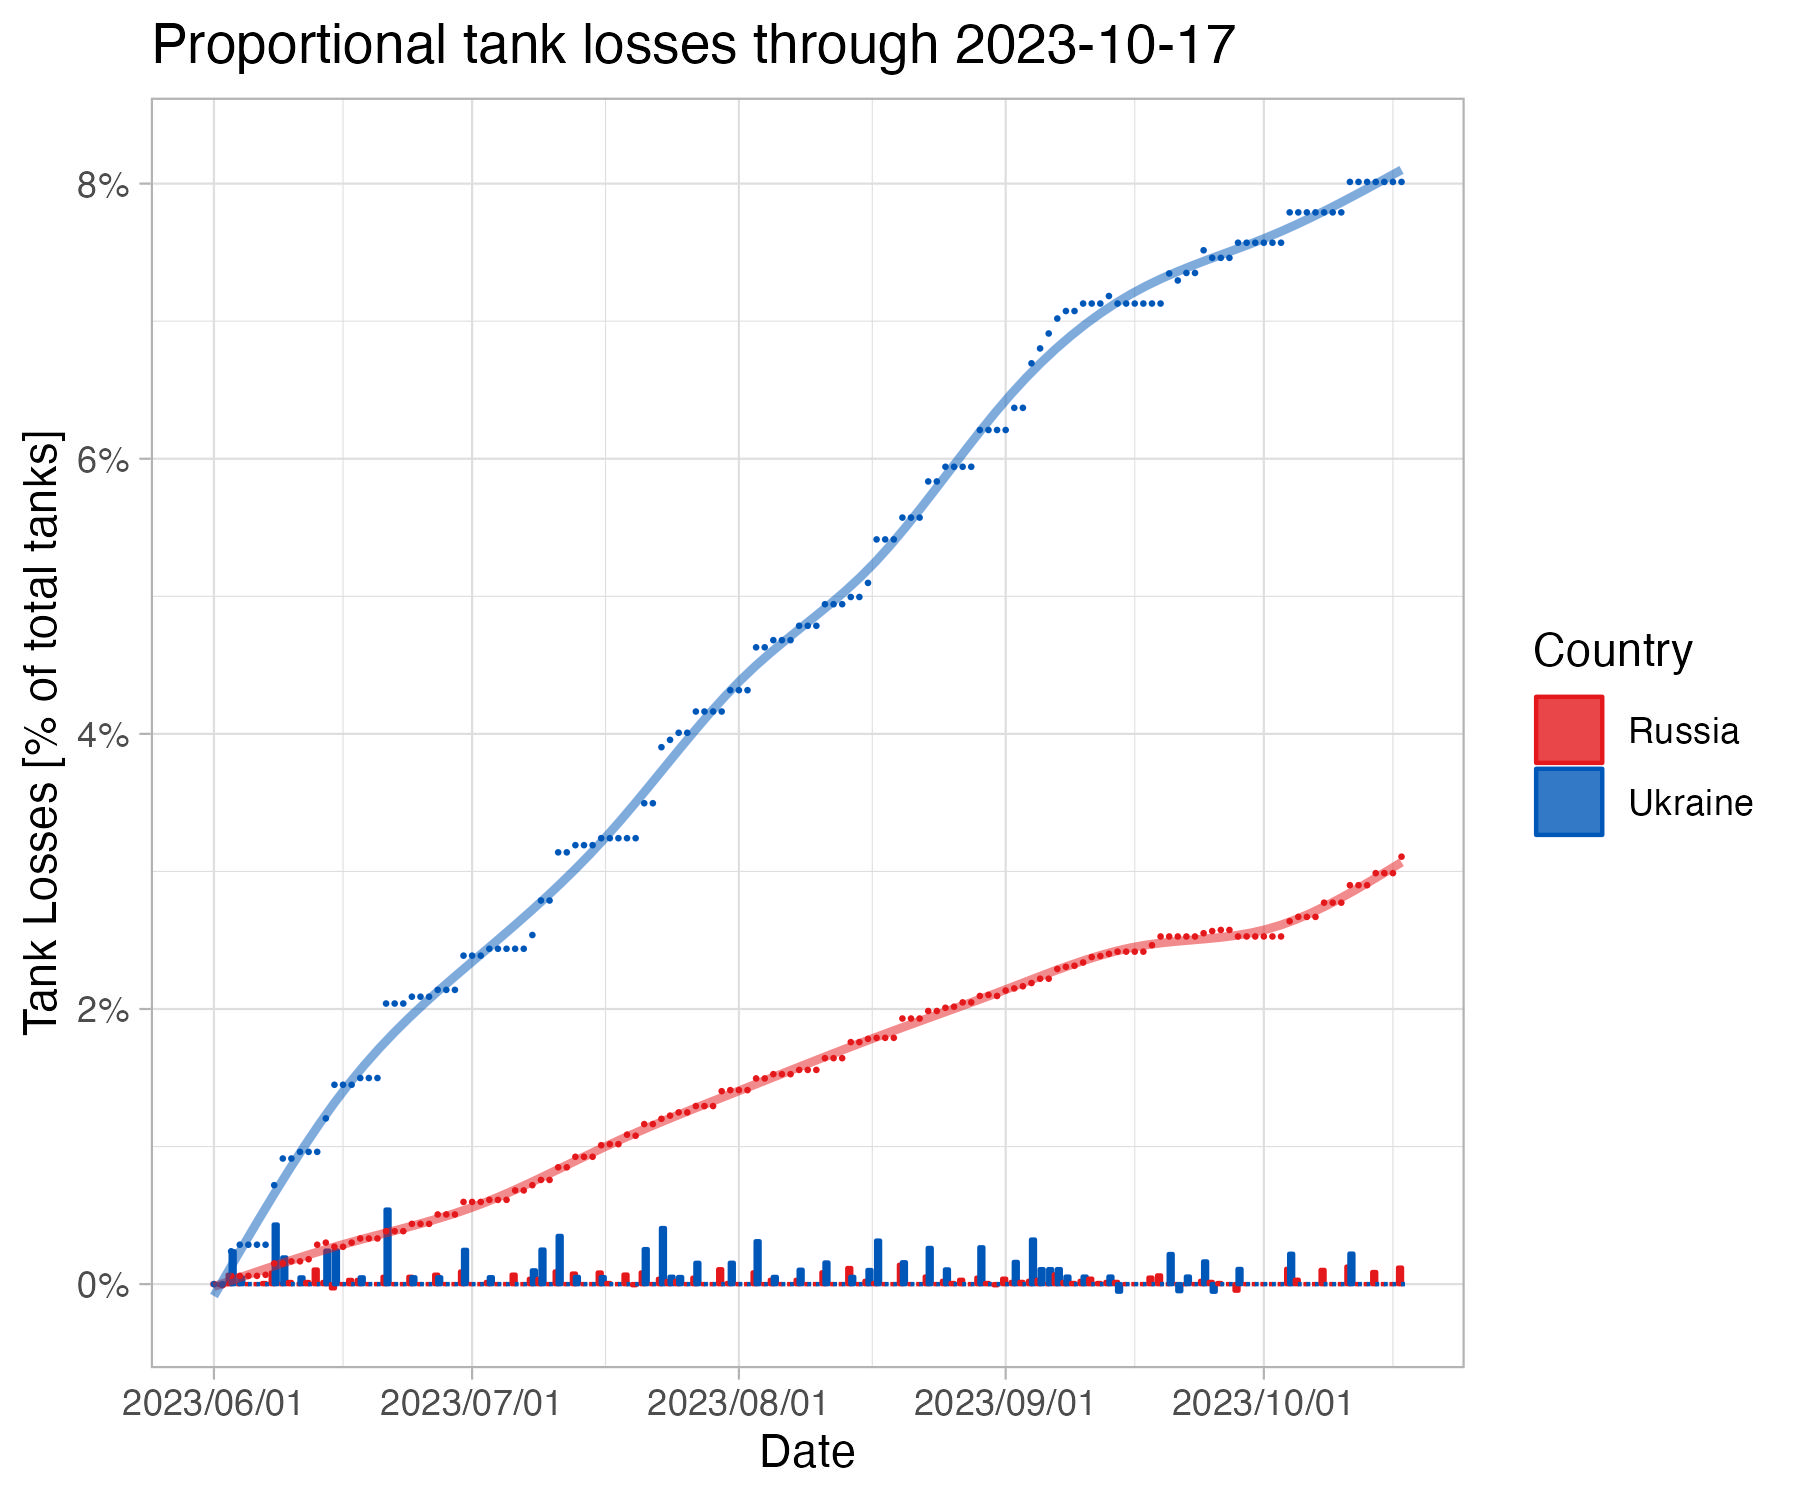 Proportional tank losses through 2023-10-17
Tank Losses [% of total tanks]
8%
6%
4%
2%
0%
2023/06/01
2023/07/01
2023/08/01
2023/09/01
2023/10/01
Date
Country
Russia
Ukraine